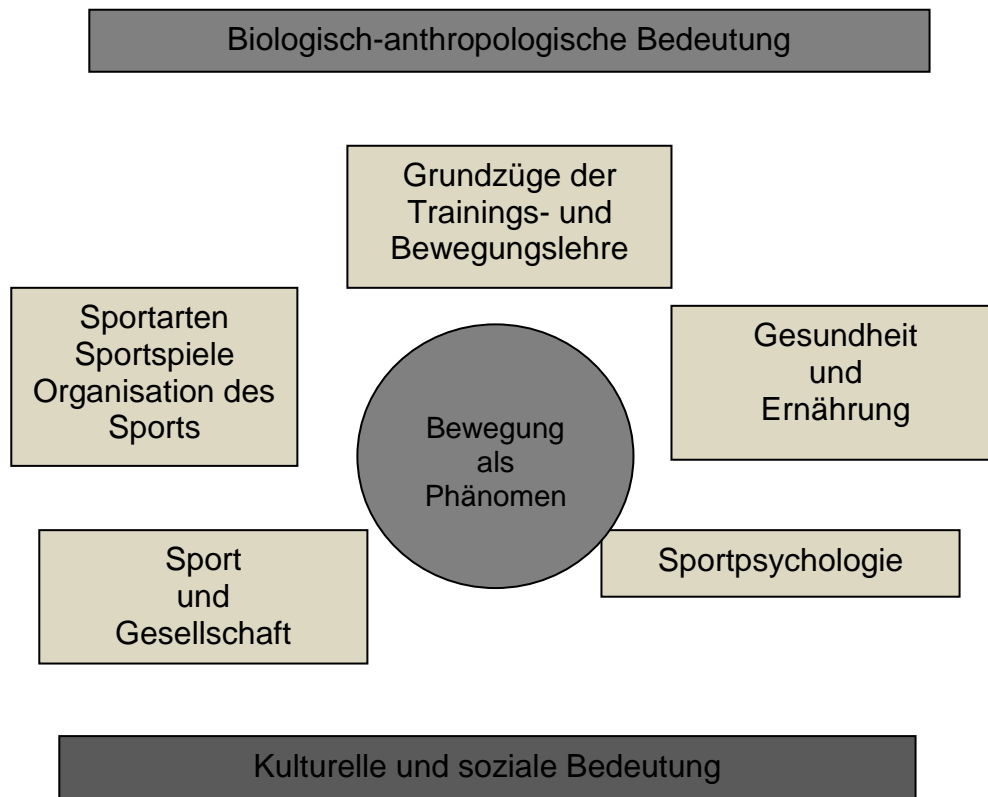 Biologisch-anthropologische Bedeutung
Grundzüge der
Trainings- und
Bewegungslehre
Sportarten
Sportspiele
Organisation des
Sports
Gesundheit
und
Ernährung
Bewegung
als
Phänomen
Sport
und
Gesellschaft
Sportpsychologie
Kulturelle und soziale Bedeutung